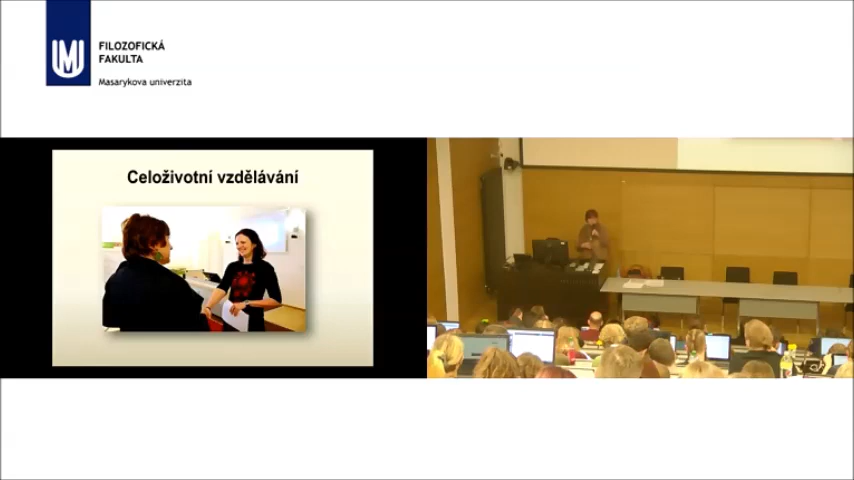 FILOZOFICKÁ
FAKULTA
Masarykova univerzita
Celoživotní vzdělávání